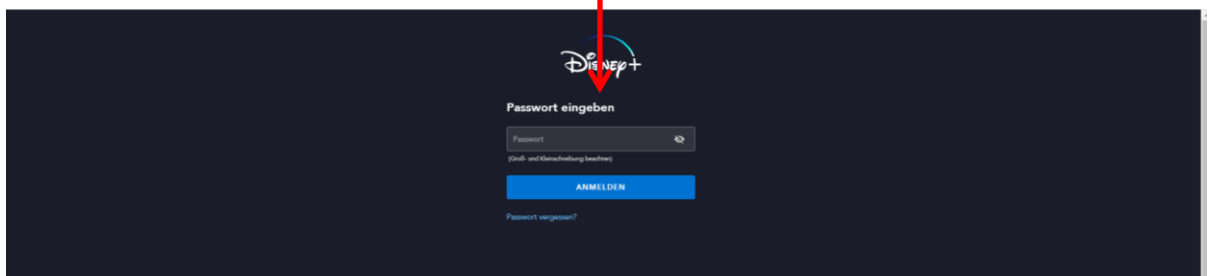 Disney+
Passwort eingeben
Passwort
(Groß- und Kleinschreibung beachten)
ANMELDEN
Passwort vergessen?